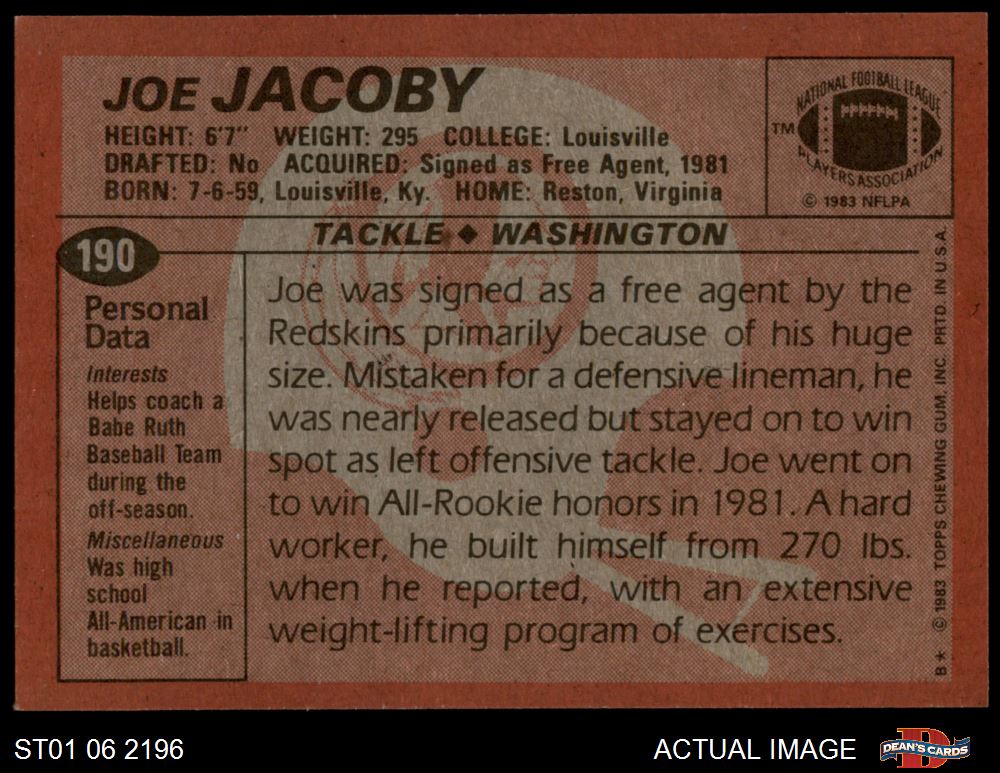 JOE JACOBY
HEIGHT: 6'7" WEIGHT: 295 COLLEGE: Louisville
DRAFTED: No ACQUIRED: Signed as Free Agent, 1981
BORN: 7-6-59, Louisville, Ky. HOME: Reston, Virginia
NATIONAL FOOTBALL LEAGUE
TM
PLAYERS ASSOCIATION
© 1983 NFLPA
TACKLE ◆ WASHINGTON
190
Personal
Data
Interests
Helps coach a
Babe Ruth
Baseball Team
during the
off-season.
Miscellaneous
Was high
school
All-American in
basketball.
Joe was signed as a free agent by the
Redskins primarily because of his huge
size. Mistaken for a defensive lineman, he
was nearly released but stayed on to win
spot as left offensive tackle. Joe went on
to win All-Rookie honors in 1981. A hard
worker, he built himself from 270 lbs.
when he reported, with an extensive
weight-lifting program of exercises.
B* © 1983 TOPPS CHEWING GUM, INC. PRTD. IN U.S.A.
ST01 06 2196
ACTUAL IMAGE
D
DEAN'S CARDS